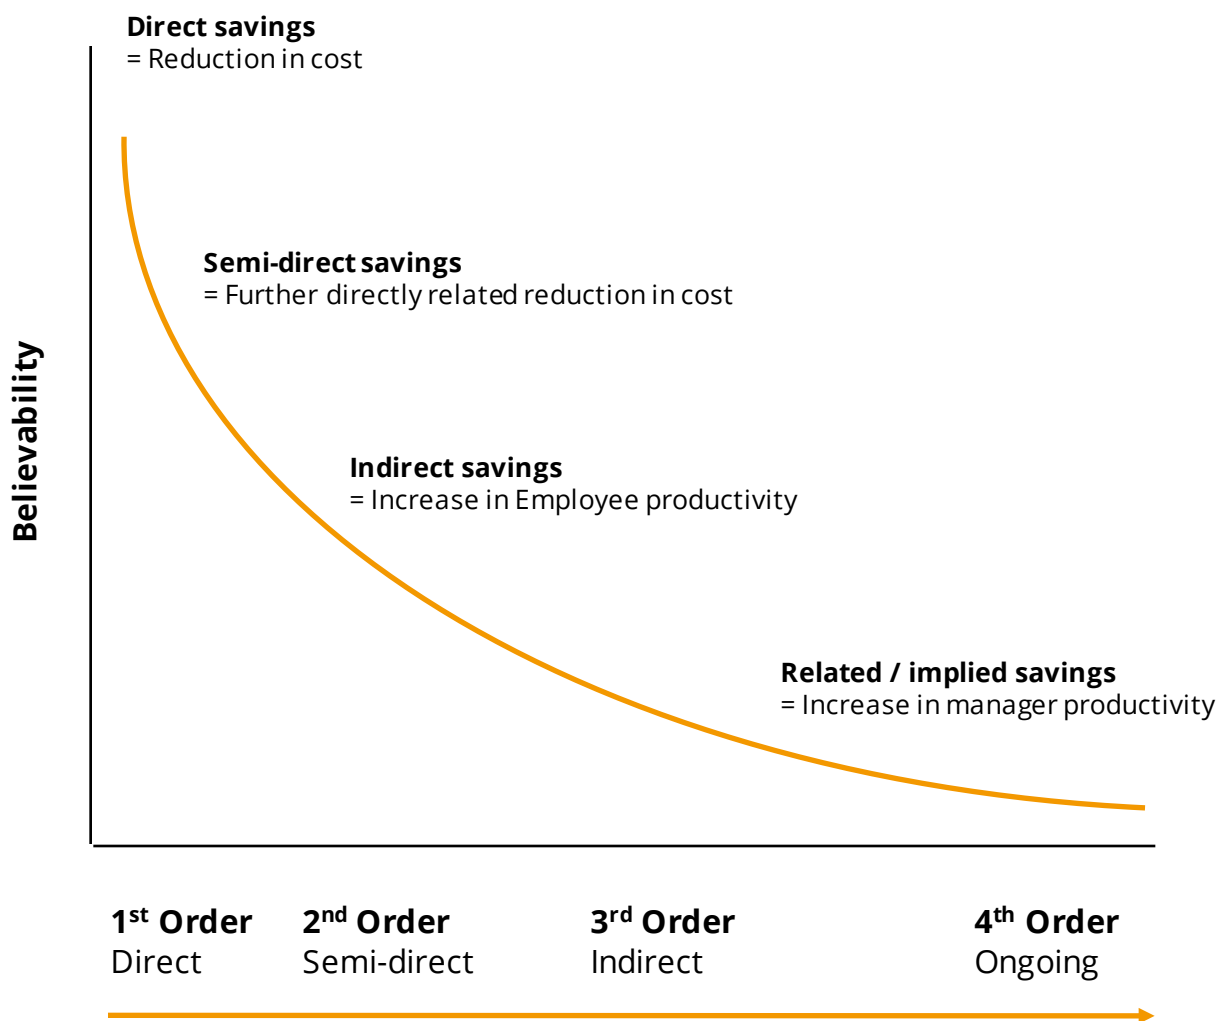 Direct savings
= Reduction in cost
Semi-direct savings
= Further directly related reduction in cost
Believability
Indirect savings
= Increase in Employee productivity
Related / implied savings
= Increase in manager productivity
1st Order
Direct
2nd Order
Semi-direct
3rd Order
Indirect
4th Order
Ongoing